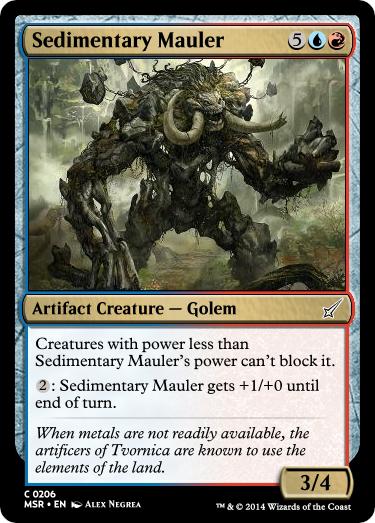 Sedimentary Mauler 5
Artifact Creature — Golem
Creatures with power less than
Sedimentary Mauler's power can't block it.
2: Sedimentary Mauler gets +1/+0 until
end of turn.
When metals are not readily available, the
artificers of Tvornica are known to use the
elements of the land.
3/4
C 0206
MSR • EN Alex Negrea
™ & © 2014 Wizards of the Coast